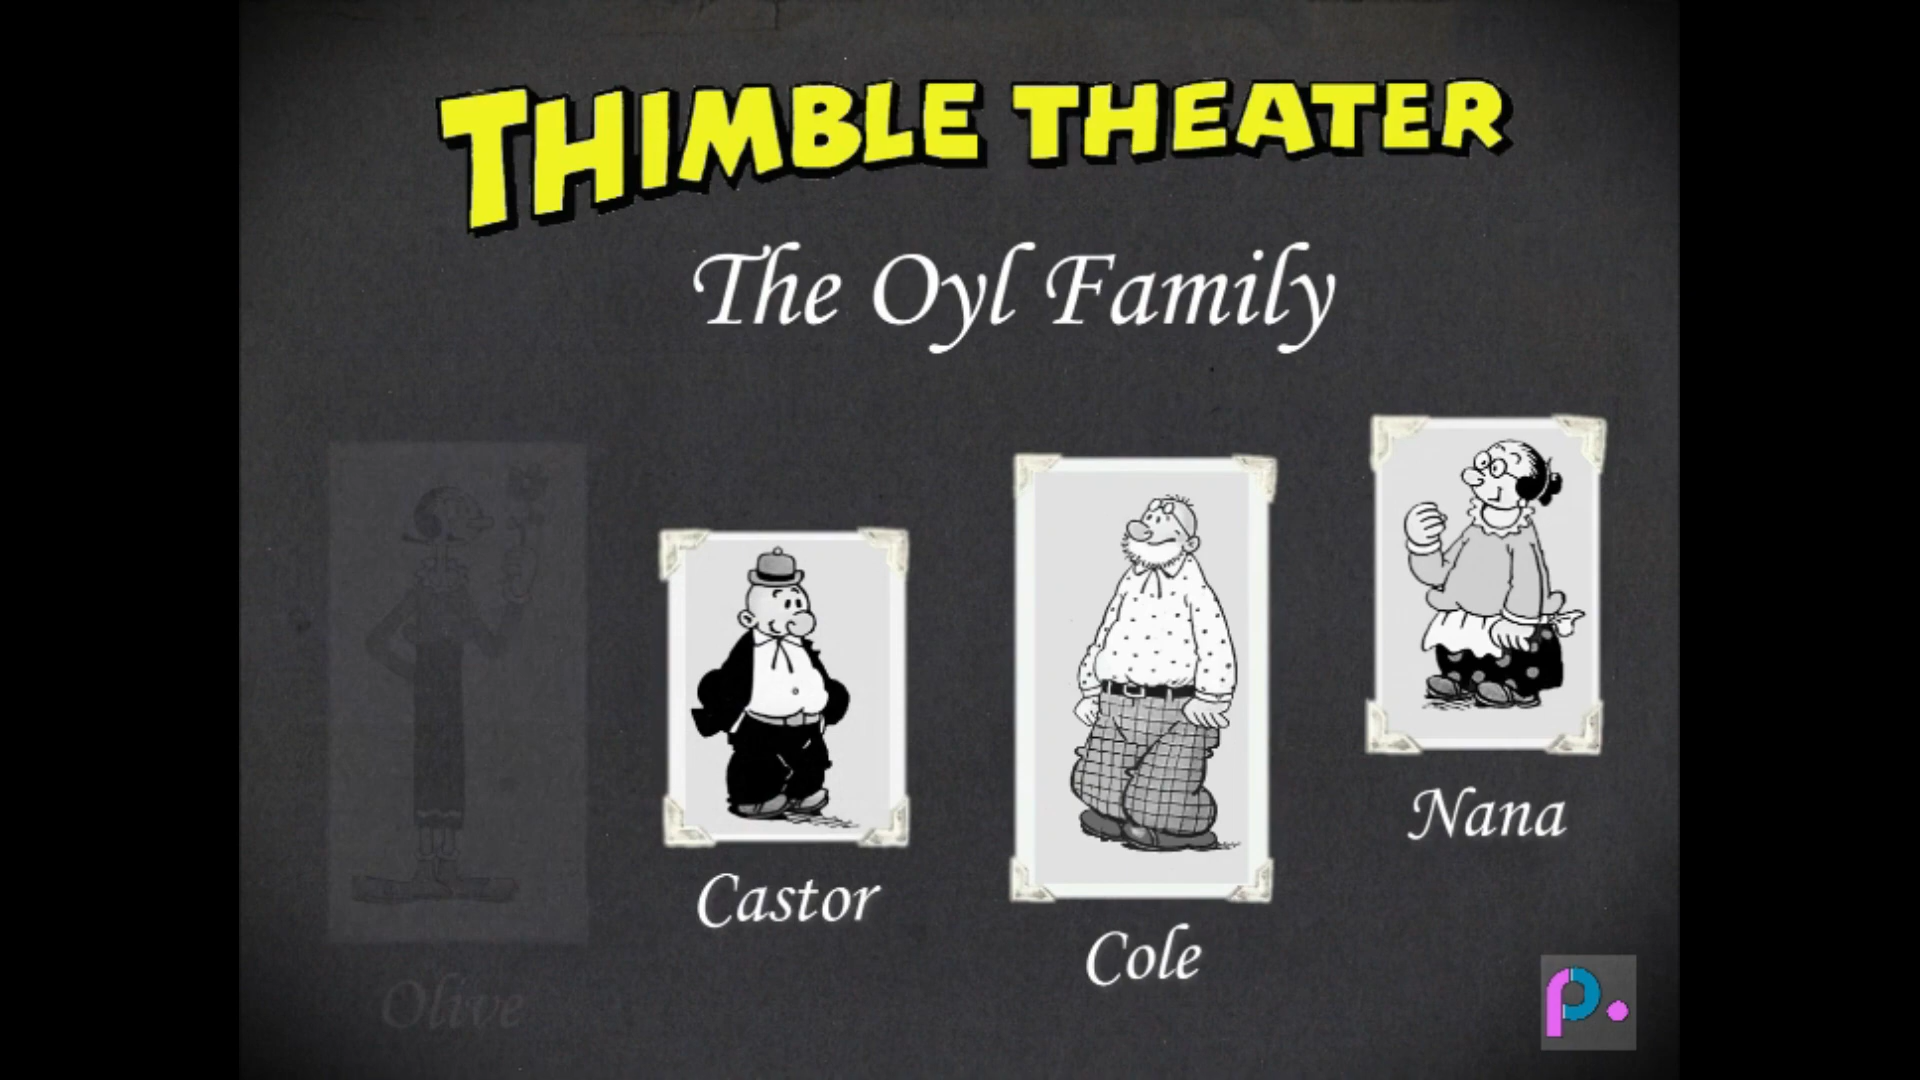 THIMBLE THEATER
The Oyl Family
Olive
Castor
Cole
Nana
p.